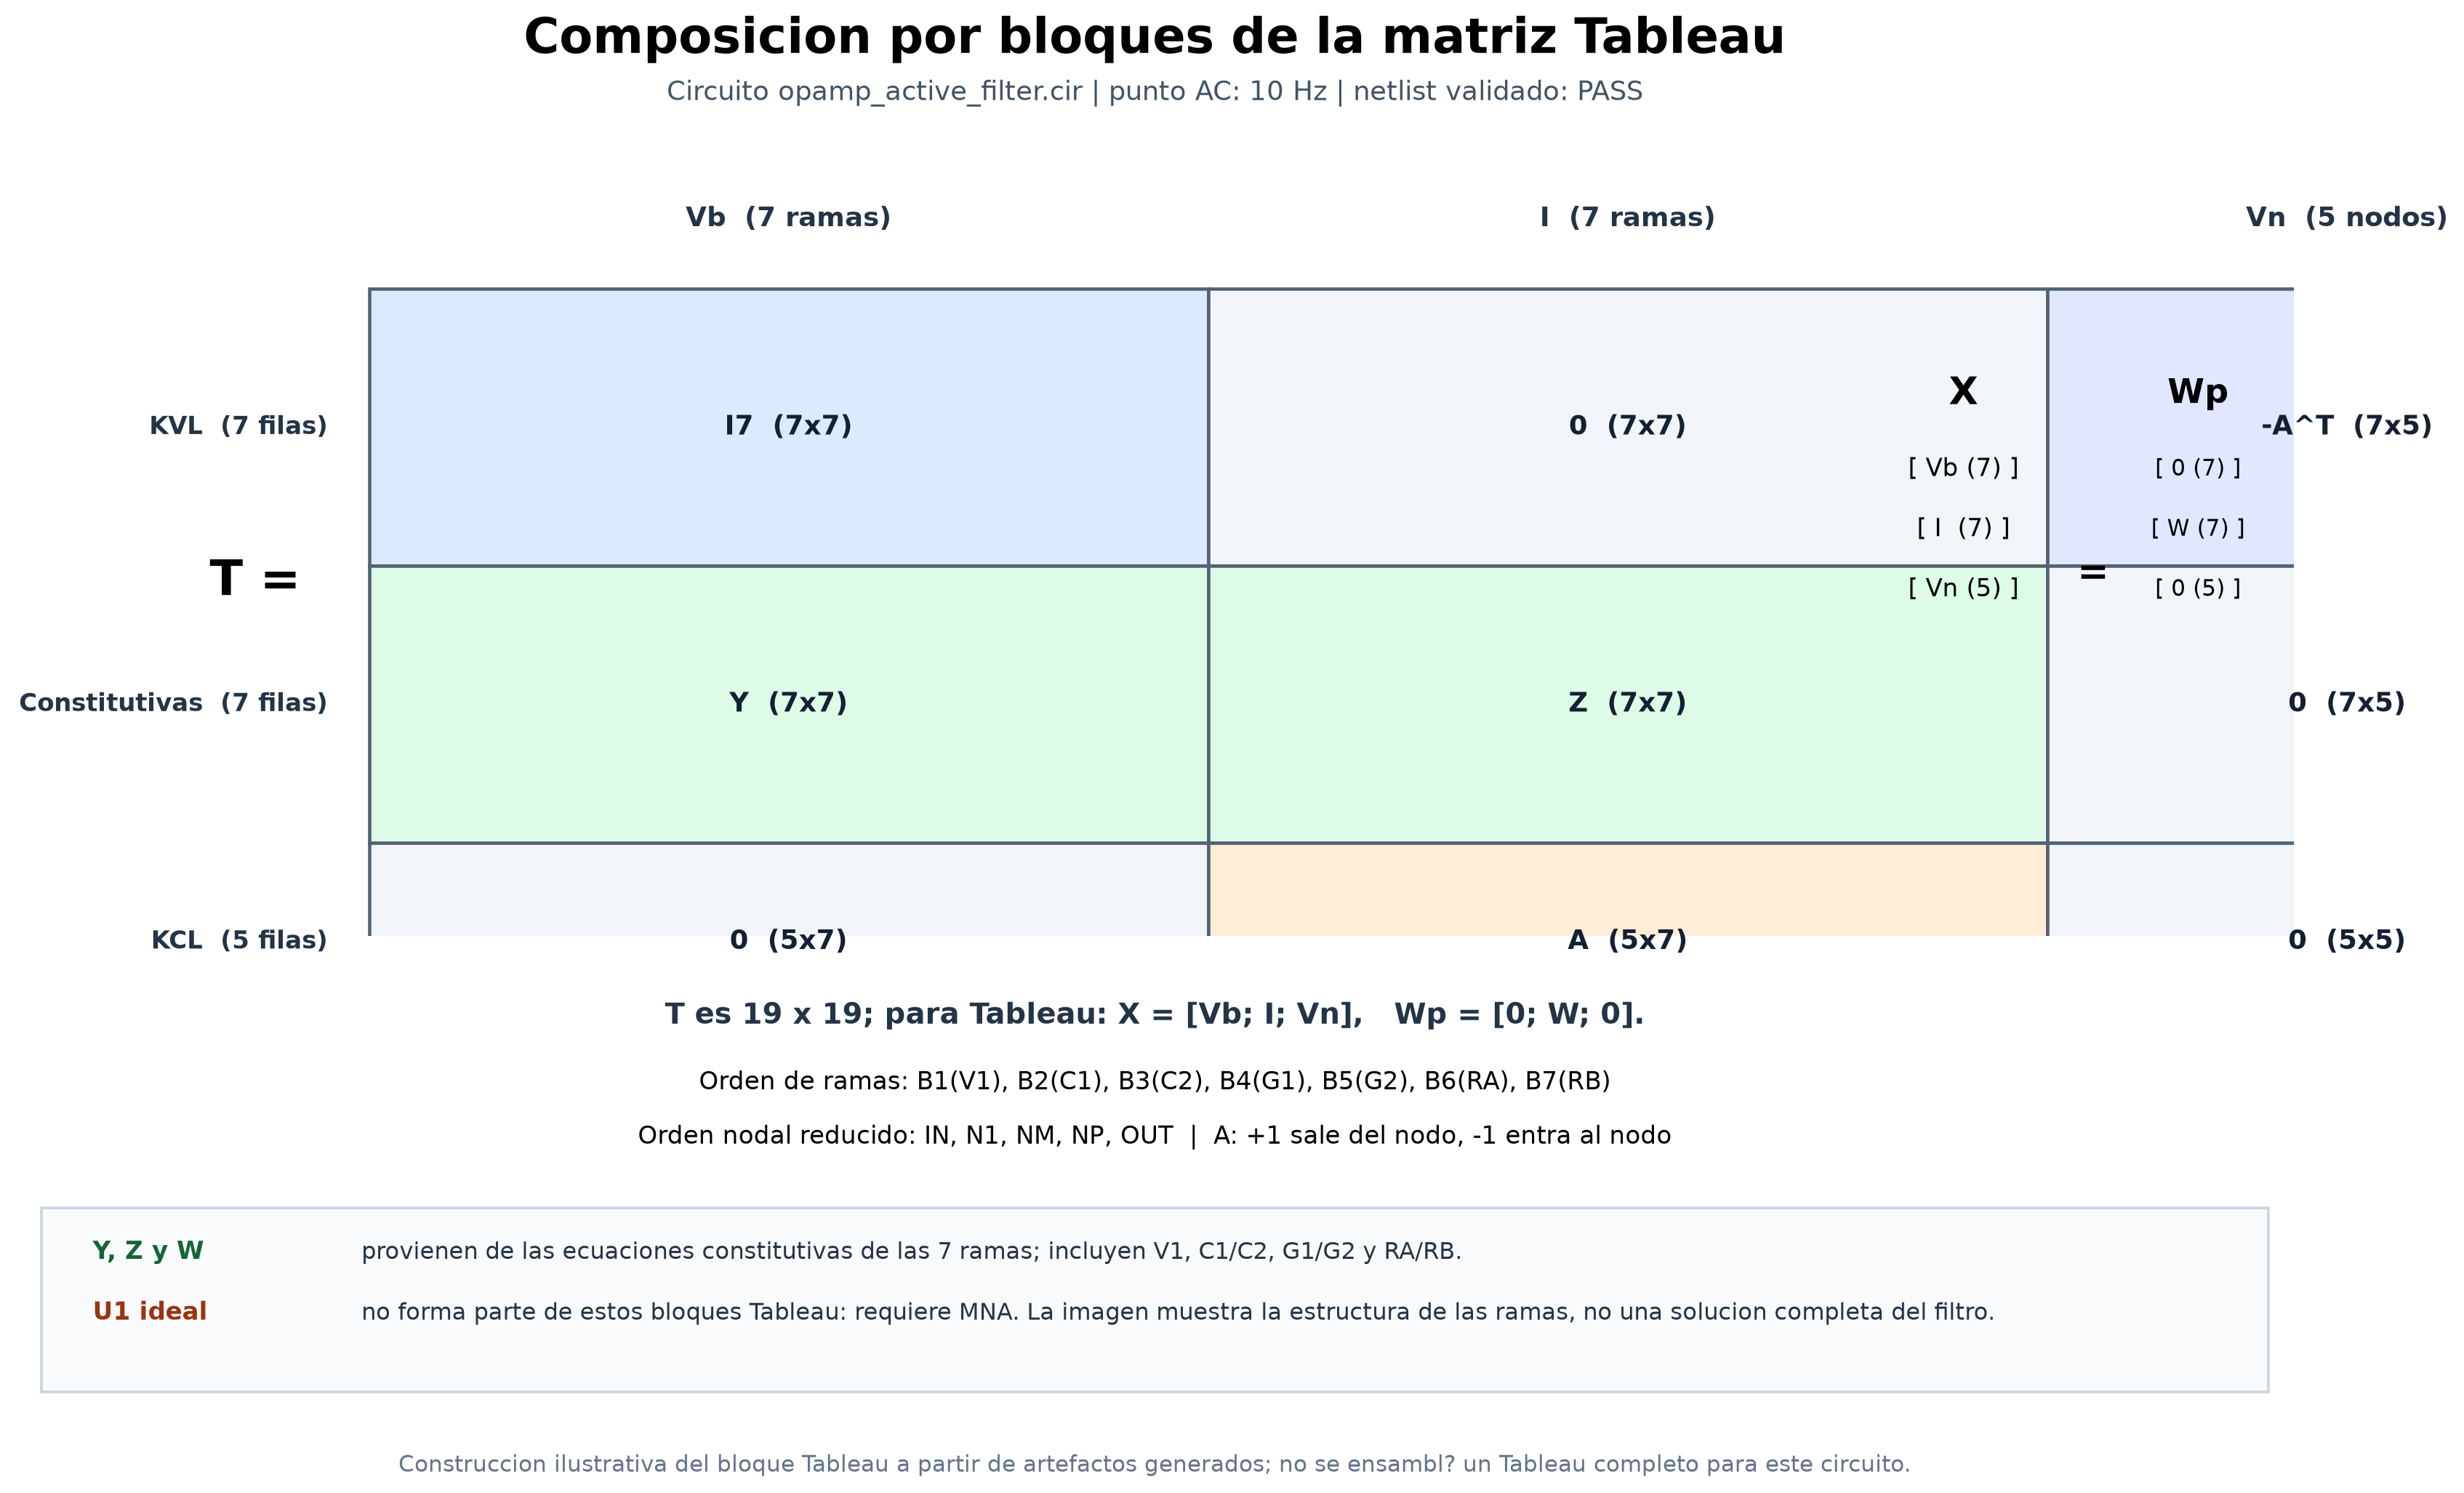 Composicion por bloques de la matriz Tableau
Circuito opamp_active_filter.cir | punto AC: 10 Hz | netlist validado: PASS
Vb  (7 ramas)
I  (7 ramas)
Vn  (5 nodos)
X
Wp
KVL  (7 filas)
I7  (7x7)
0  (7x7)
-A^T  (7x5)
[ Vb (7) ]
[ 0 (7) ]
[ I  (7) ]
[ W (7) ]
T =
=
[ Vn (5) ]
[ 0 (5) ]
Constitutivas  (7 filas)
Y  (7x7)
Z  (7x7)
0  (7x5)
KCL  (5 filas)
0  (5x7)
A  (5x7)
0  (5x5)
T es 19 x 19; para Tableau: X = [Vb; I; Vn],   Wp = [0; W; 0].
Orden de ramas: B1(V1), B2(C1), B3(C2), B4(G1), B5(G2), B6(RA), B7(RB)
Orden nodal reducido: IN, N1, NM, NP, OUT  |  A: +1 sale del nodo, -1 entra al nodo
Y, Z y W
provienen de las ecuaciones constitutivas de las 7 ramas; incluyen V1, C1/C2, G1/G2 y RA/RB.
U1 ideal
no forma parte de estos bloques Tableau: requiere MNA. La imagen muestra la estructura de las ramas, no una solucion completa del filtro.
Construccion ilustrativa del bloque Tableau a partir de artefactos generados; no se ensambl? un Tableau completo para este circuito.